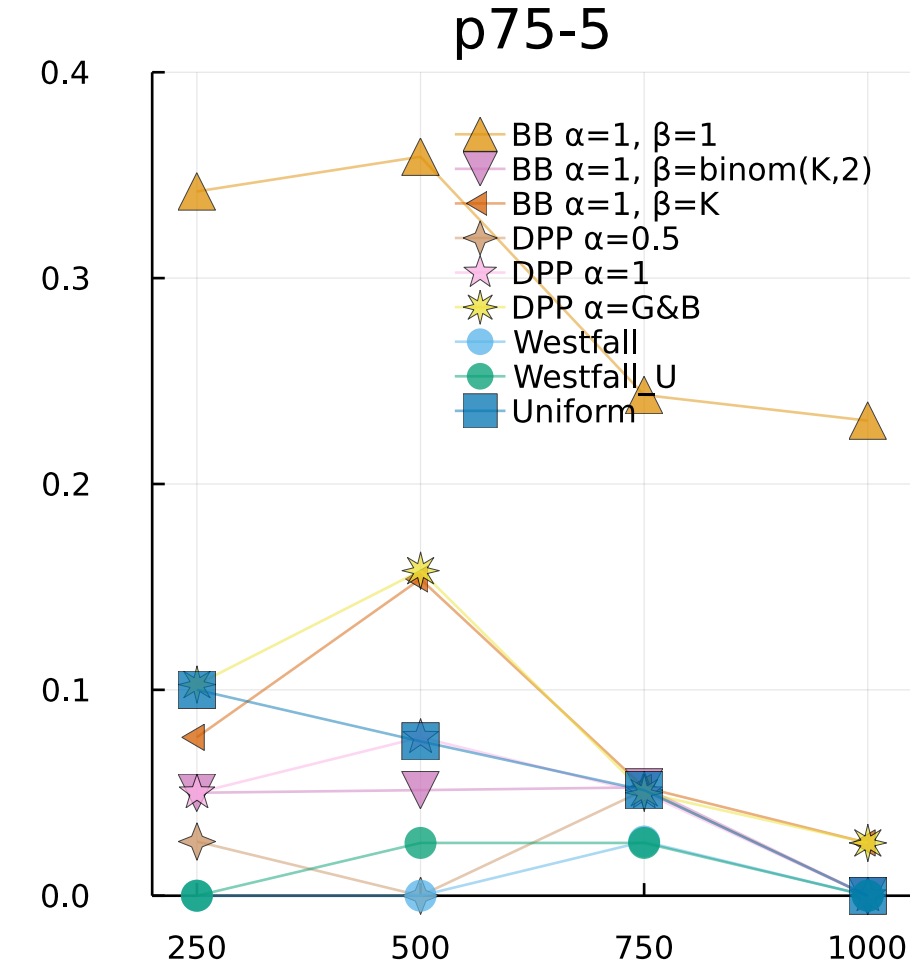 p75-5
0.4
BB α=1, β=1
BB α=1, β=binom(K,2)
BB α=1, β=K
DPP α=0.5
DPP α=1
DPP α=G&B
Westfall
Westfall_U
Uniform
0.3
0.2
0.1
0.0
250 500 750 1000